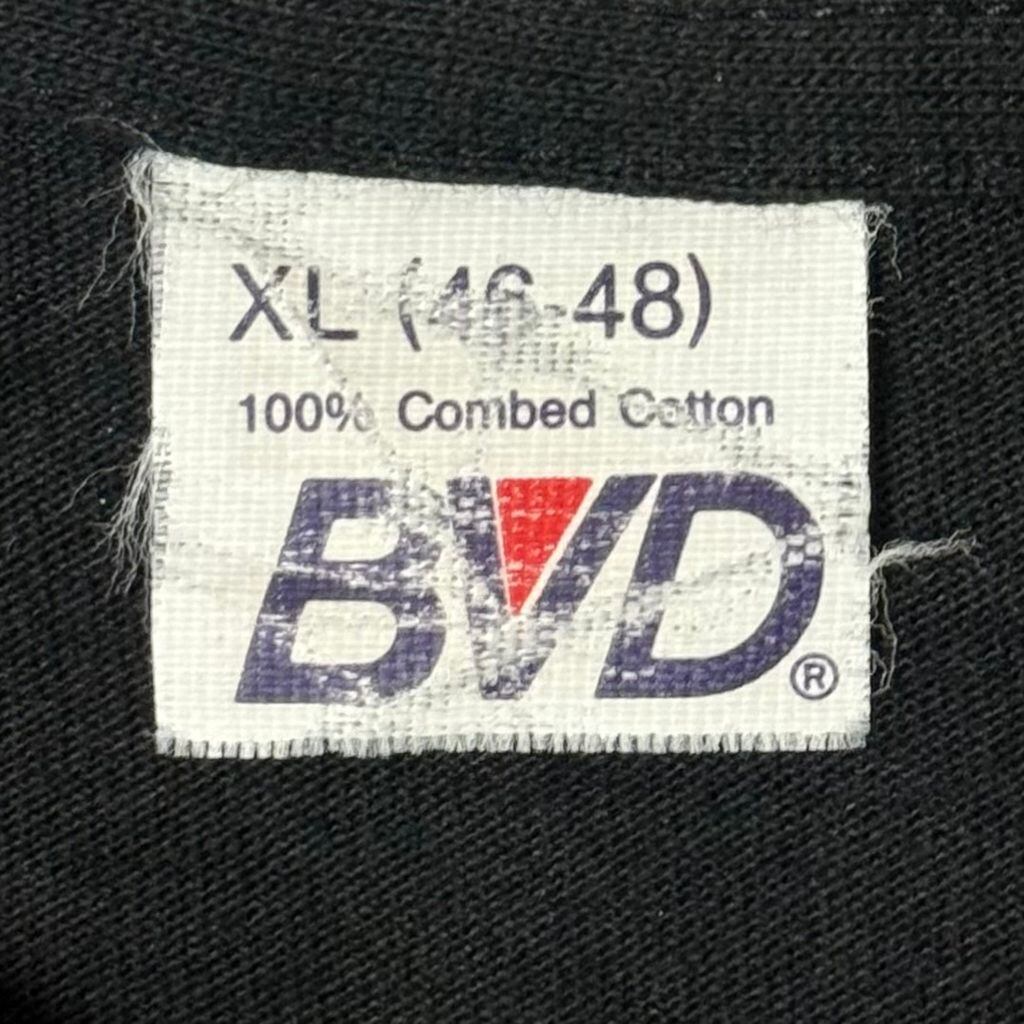 XL (46-48)
100% Combed Cotton
BVD®